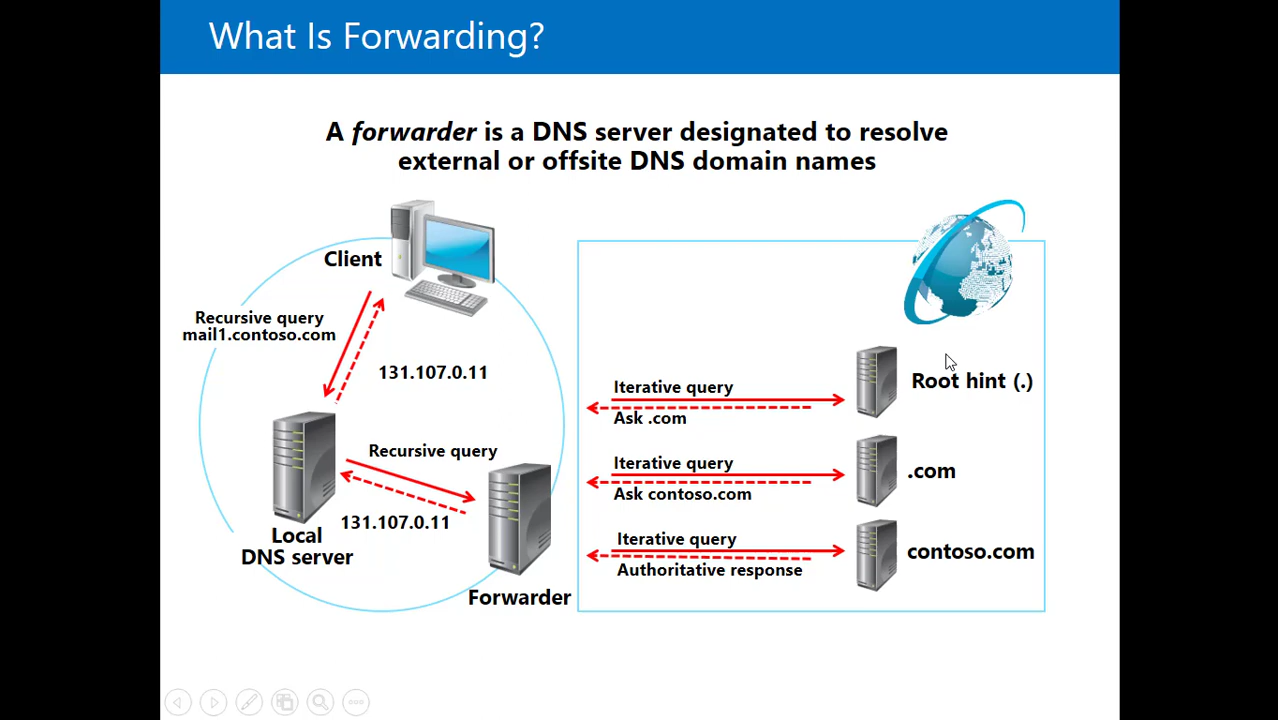 What Is Forwarding?
A forwarder is a DNS server designated to resolve
external or offsite DNS domain names
Client
Recursive query
mail1.contoso.com
131.107.0.11
Local
DNS server
Recursive query
131.107.0.11
Forwarder
Iterative query
Ask .com
Root hint (.)
Iterative query
Ask contoso.com
.com
Iterative query
Authoritative response
contoso.com